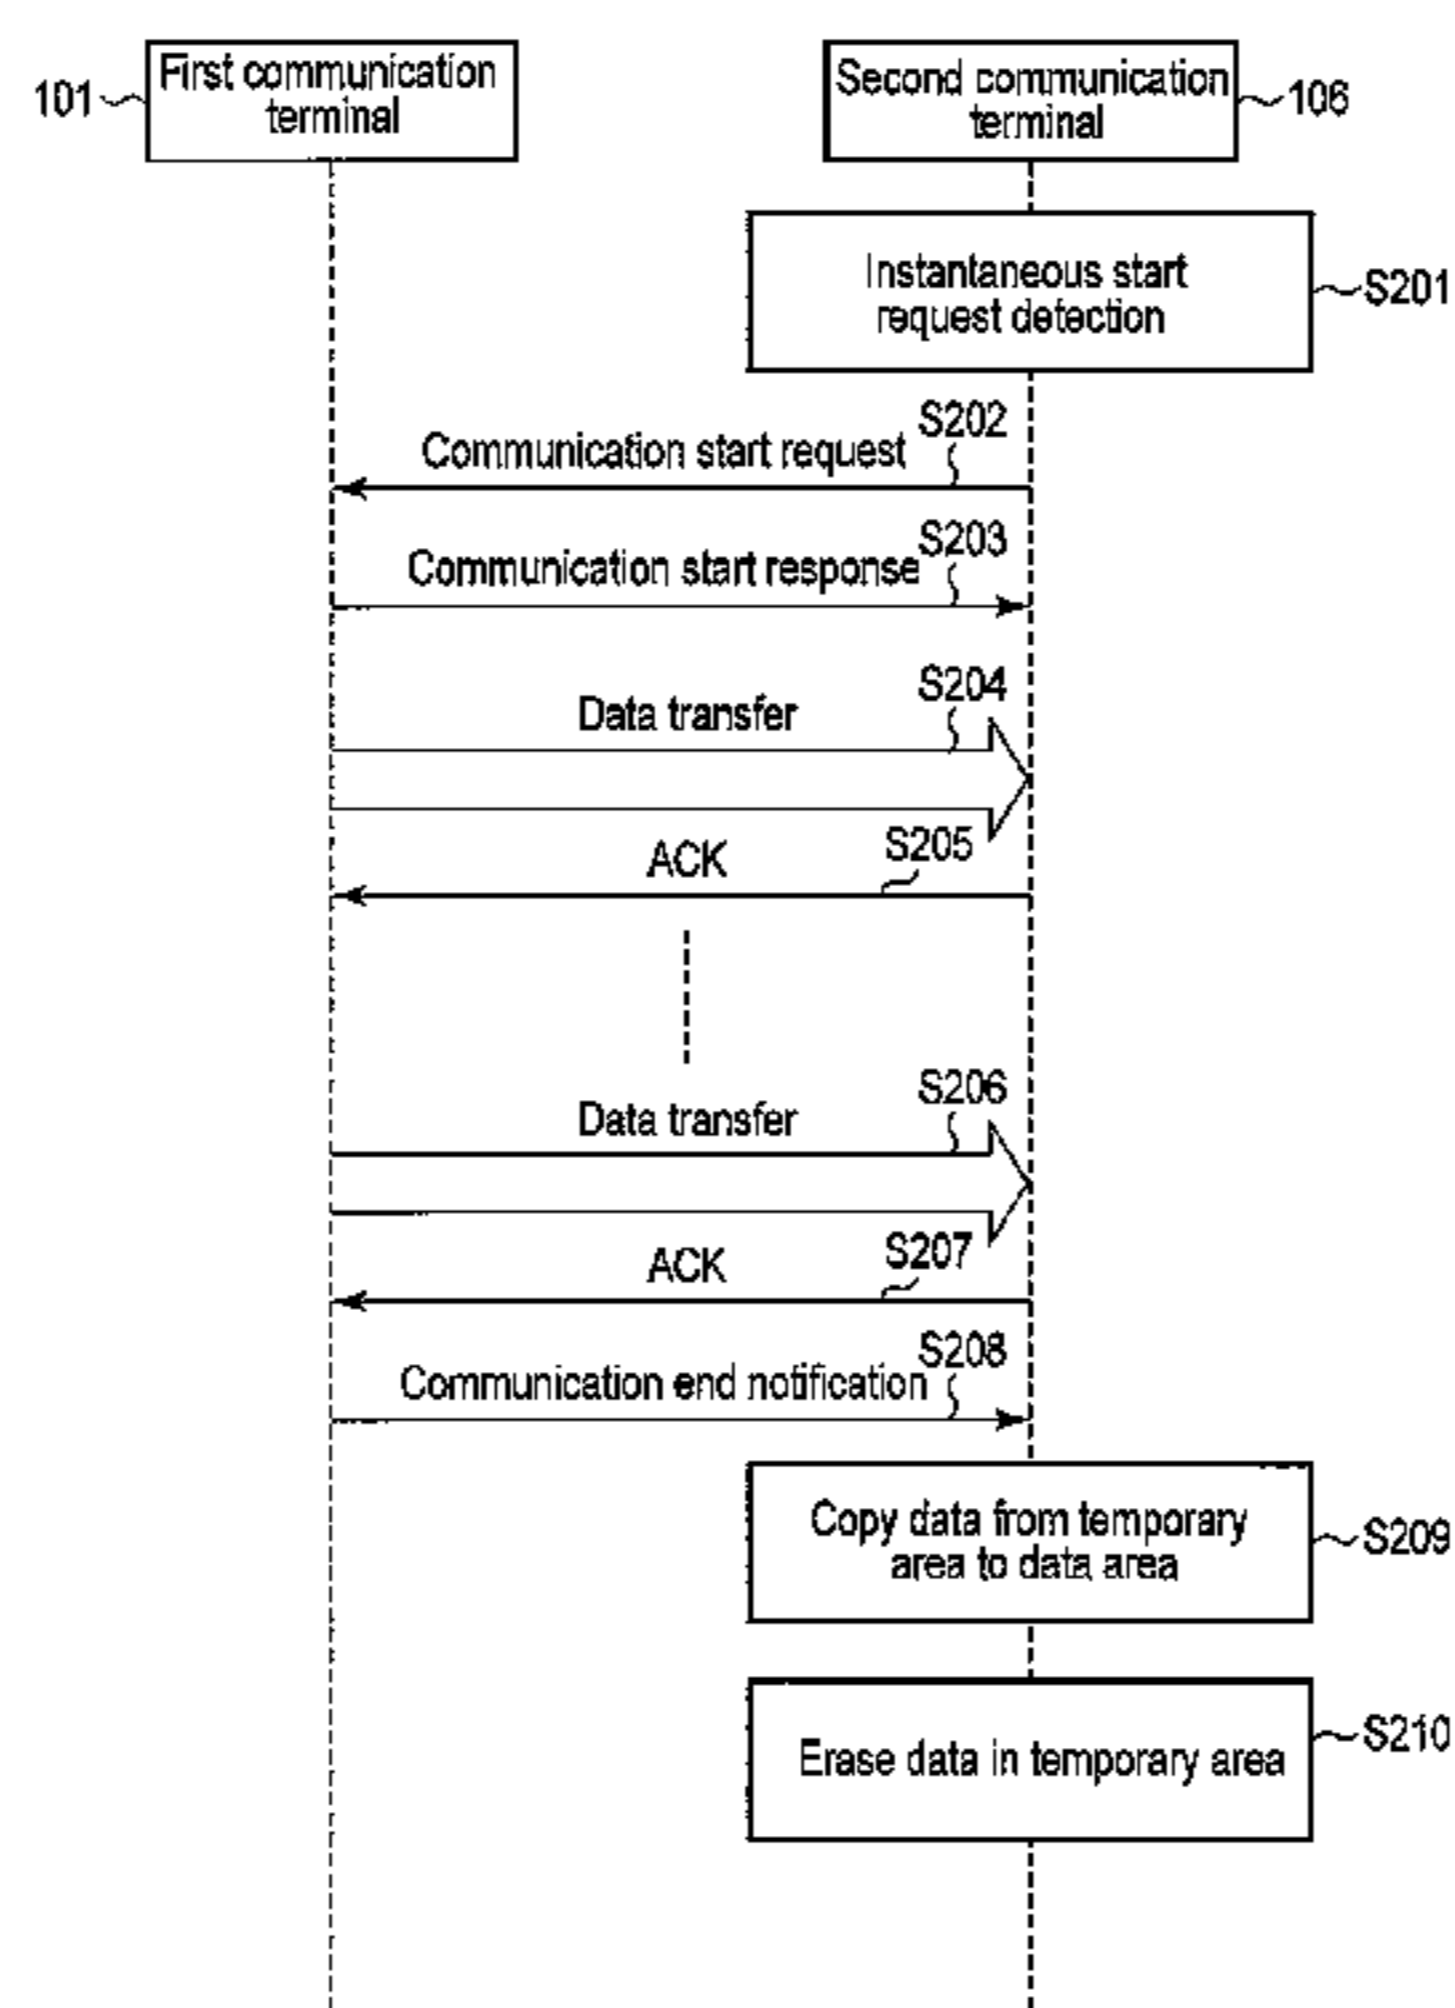 First communication
terminal
101
Second communication
terminal
106
Instantaneous start
request detection
S201
S202
Communication start request
S203
Communication start response
S204
Data transfer
S205
ACK
S206
Data transfer
S207
ACK
S208
Communication end notification
Copy data from temporary
area to data area
S209
Erase data in temporary area
S210